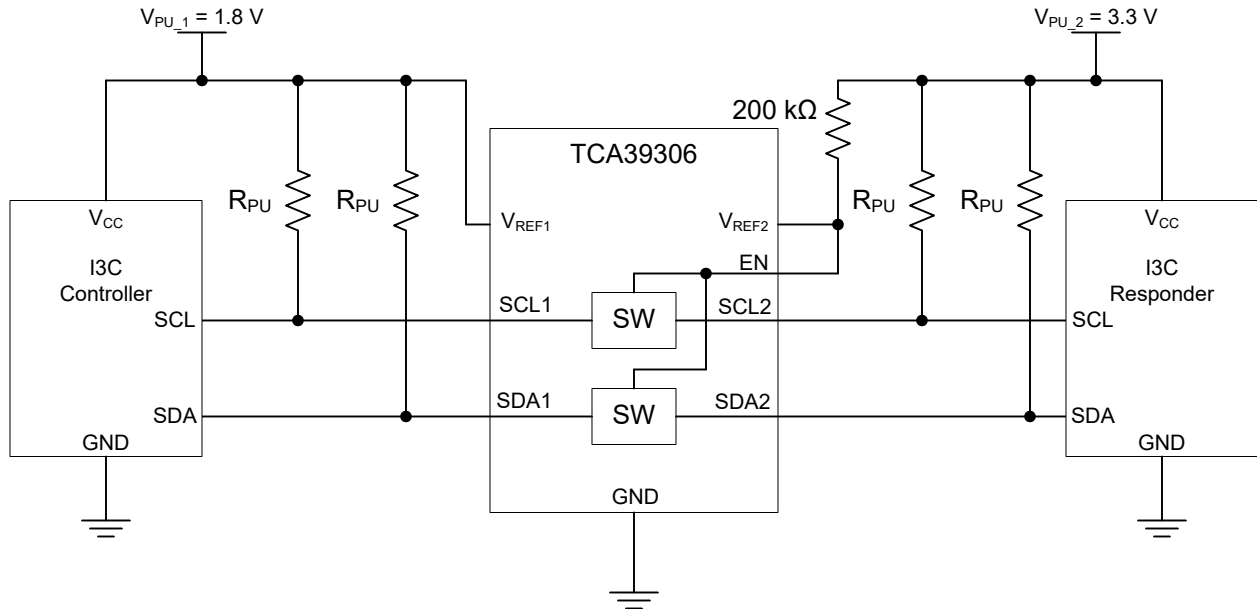 V_PU_1 = 1.8 V
V_PU_2 = 3.3 V
200 kΩ
TCA39306
R_PU
R_PU
R_PU
R_PU
V_CC
V_REF1
V_REF2
V_CC
I3C
Controller
EN
I3C
Responder
SCL
SCL1
SW
SCL2
SCL
SDA
SDA1
SW
SDA2
SDA
GND
GND
GND